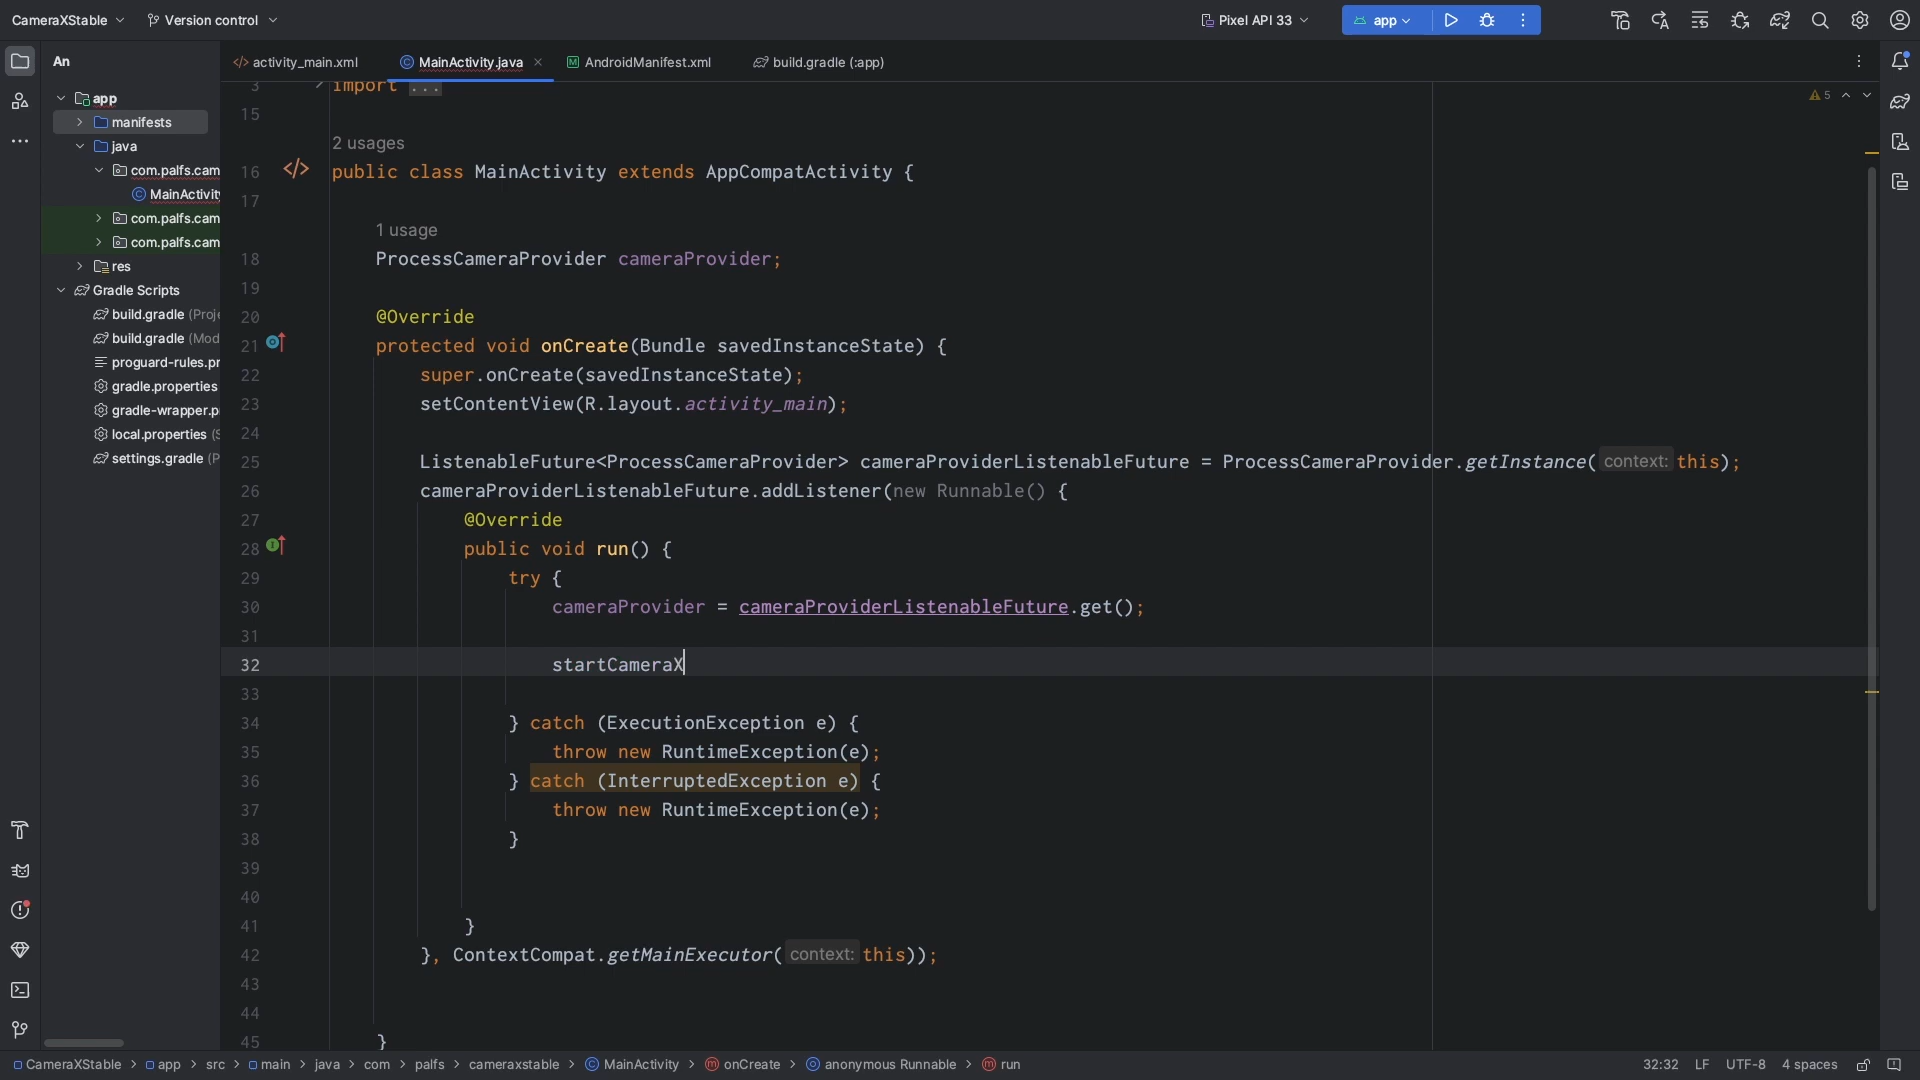 CameraXStable
Version control
Pixel API 33
app
An
activity_main.xml
MainActivity.java
AndroidManifest.xml
build.gradle (:app)
app
manifests
java
com.palfs.cam
MainActivity
com.palfs.cam
com.palfs.cam
res
Gradle Scripts
build.gradle (Proje
build.gradle (Mod
proguard-rules.pr
gradle.properties
gradle-wrapper.p
local.properties (S
settings.gradle (P
5
3 import ...
15
2 usages
16 </> public class MainActivity extends AppCompatActivity {
17
1 usage
18 ProcessCameraProvider cameraProvider;
19
20 @Override
21 protected void onCreate(Bundle savedInstanceState) {
22 super.onCreate(savedInstanceState);
23 setContentView(R.layout.activity_main);
24
25 ListenableFuture<ProcessCameraProvider> cameraProviderListenableFuture = ProcessCameraProvider.getInstance( context: this);
26 cameraProviderListenableFuture.addListener(new Runnable() {
27 @Override
28 public void run() {
29 try {
30 cameraProvider = cameraProviderListenableFuture.get();
31
32 startCameraX
33
34 } catch (ExecutionException e) {
35 throw new RuntimeException(e);
36 } catch (InterruptedException e) {
37 throw new RuntimeException(e);
38 }
39
40
41 }
42 }, ContextCompat.getMainExecutor( context: this));
43
44
45 }
CameraXStable > app > src > main > java > com > palfs > cameraxstable > MainActivity > onCreate > anonymous Runnable > run
32:32 LF UTF-8 4 spaces